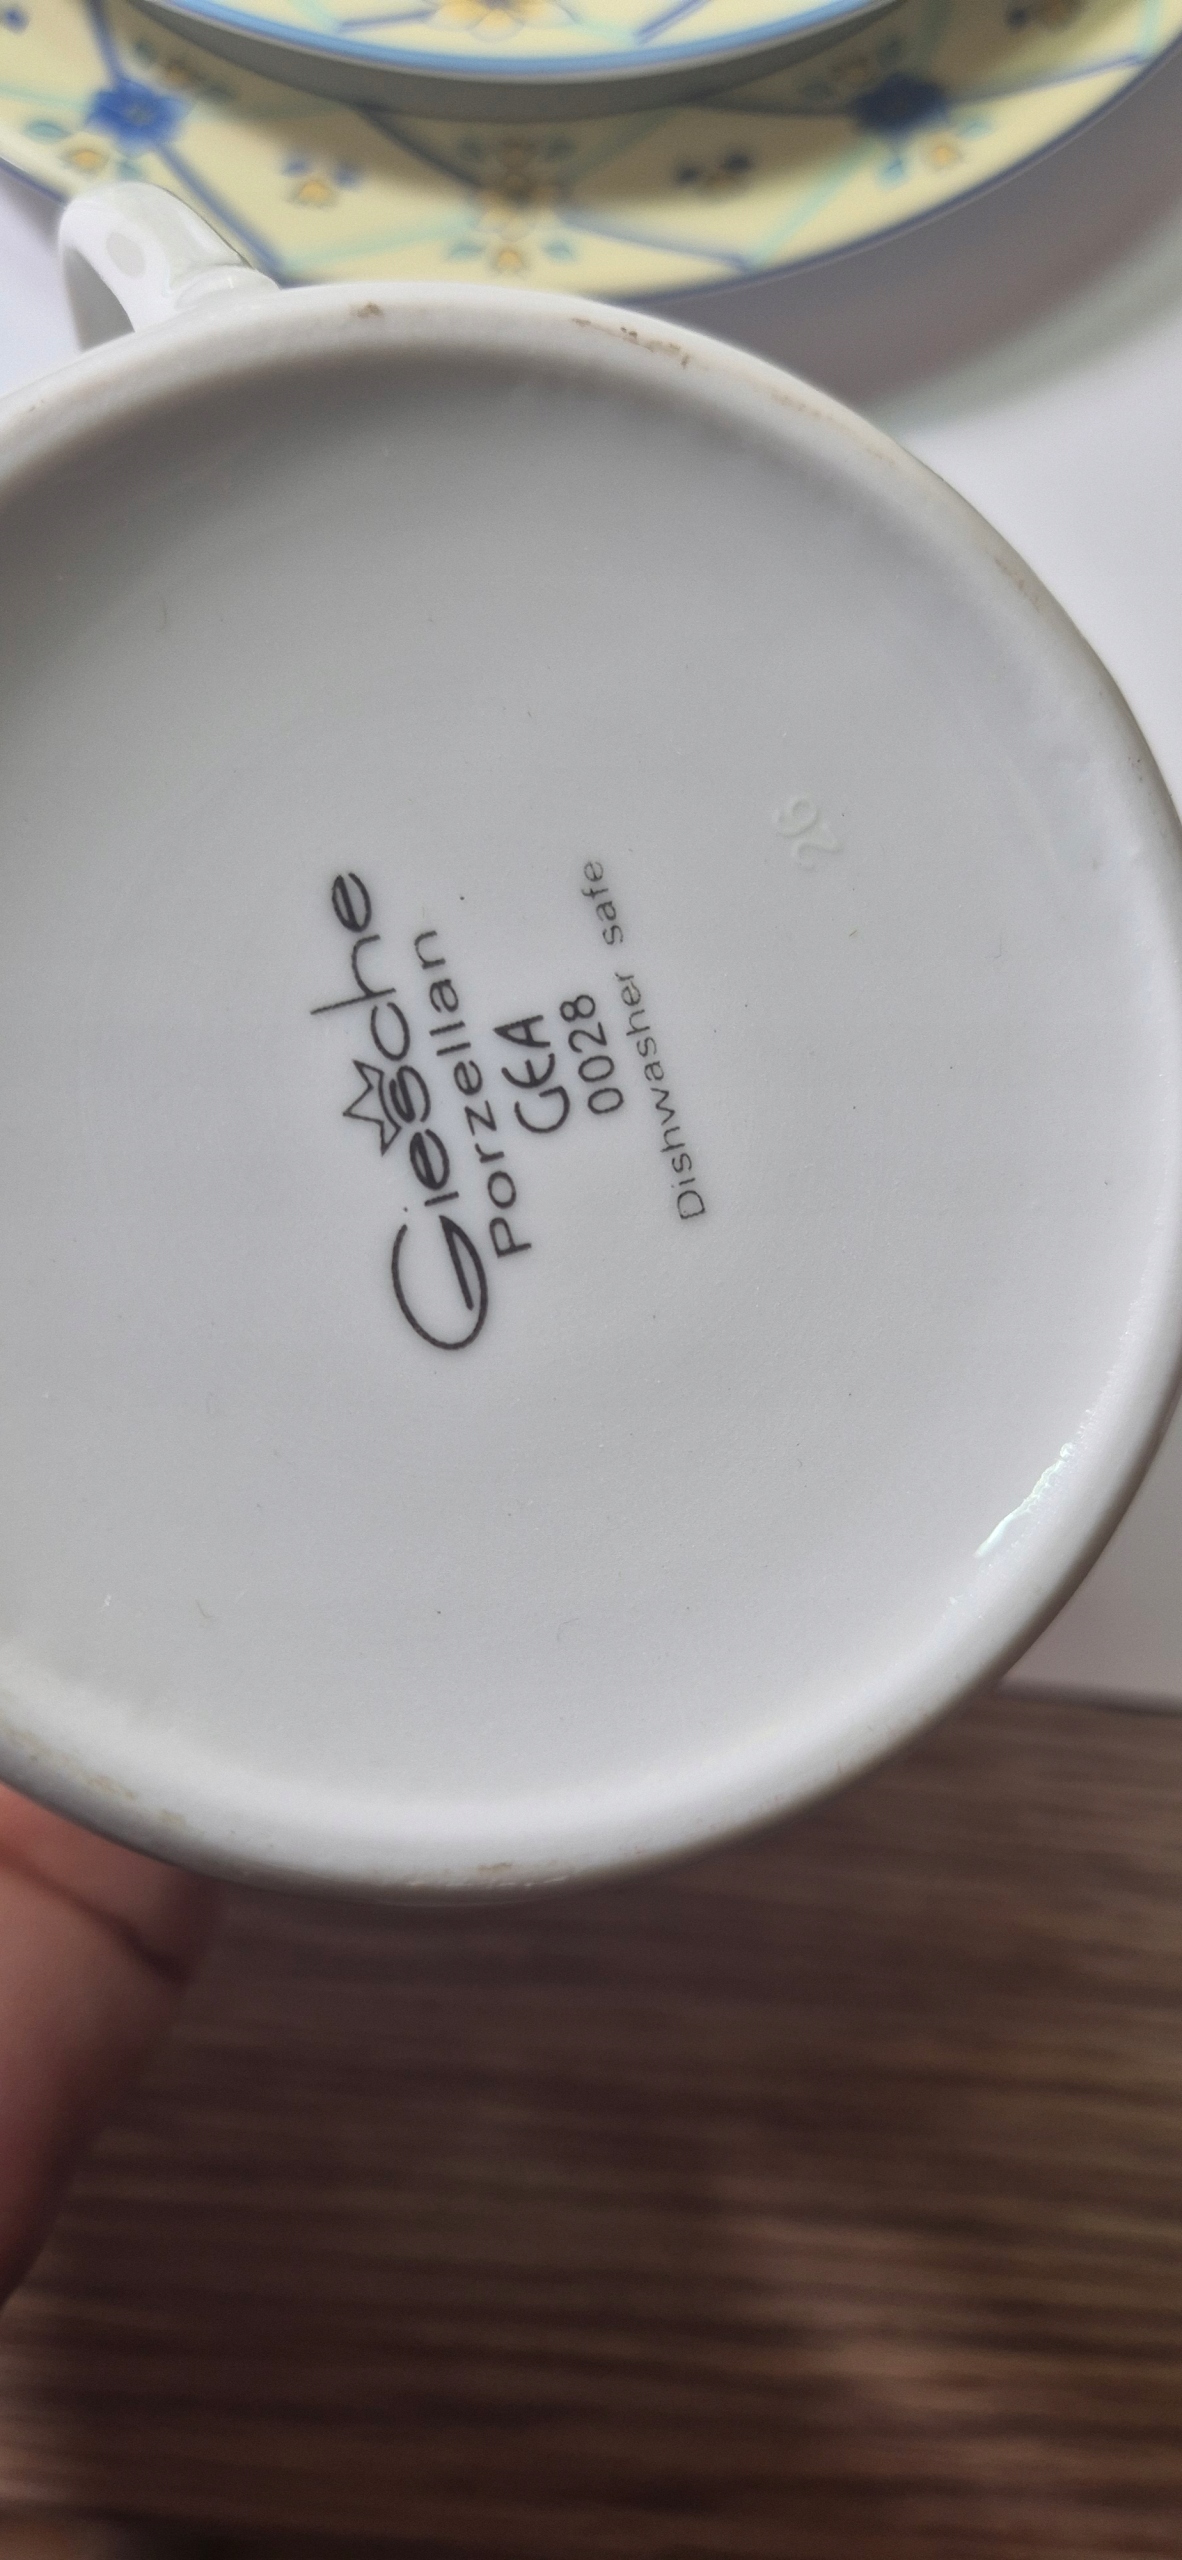 Giesche
Porzellan
GEA
0028
Dishwasher safe
26